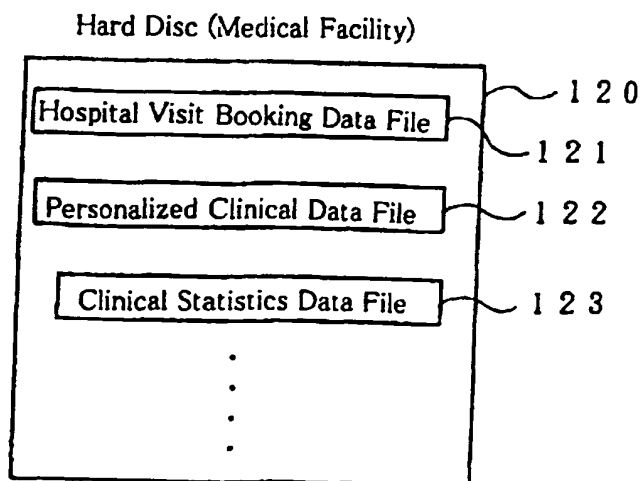 Hard Disc (Medical Facility)
Hospital Visit Booking Data File
Personalized Clinical Data File
Clinical Statistics Data File
120
121
122
123